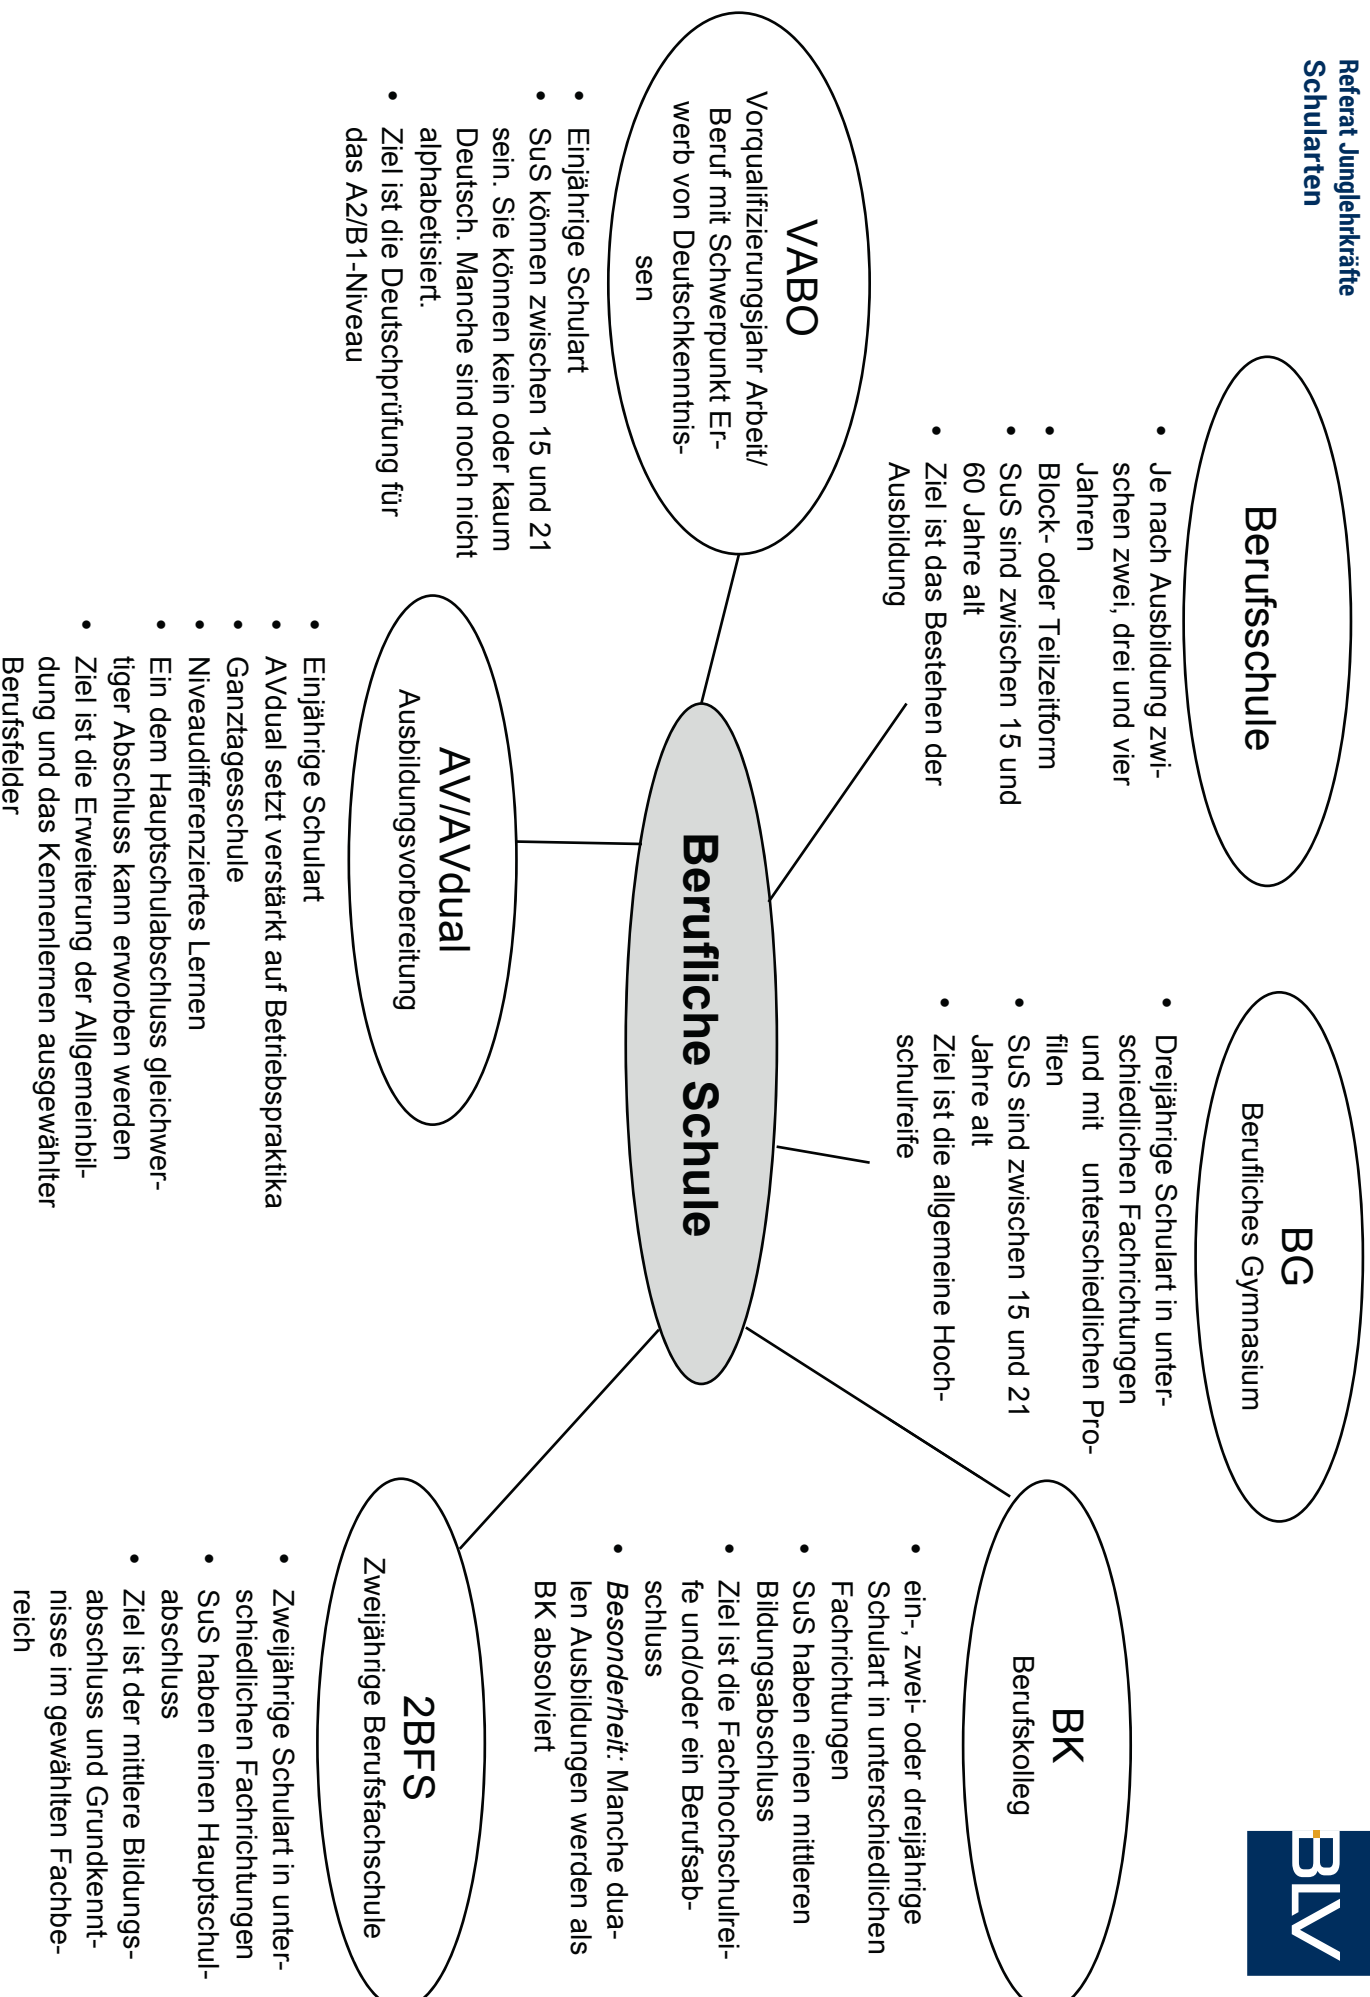 Referat Junglehrkräfte
Schularten
BLV
Berufsschule
• Je nach Ausbildung zwi-
schen zwei, drei und vier
Jahren
• Block- oder Teilzeitform
• SuS sind zwischen 15 und
60 Jahre alt
• Ziel ist das Bestehen der
Ausbildung
BG
Berufliches Gymnasium
• Dreijährige Schulart in unter-
schiedlichen Fachrichtungen
und mit unterschiedlichen Pro-
filen
• SuS sind zwischen 15 und 21
Jahre alt
• Ziel ist die allgemeine Hoch-
schulreife
BK
Berufskolleg
• ein-, zwei- oder dreijährige
Schulart in unterschiedlichen
Fachrichtungen
• SuS haben einen mittleren
Bildungsabschluss
• Ziel ist die Fachhochschulrei-
fe und/oder ein Berufsab-
schluss
• Besonderheit: Manche dua-
len Ausbildungen werden als
BK absolviert
VABO
Vorqualifizierungsjahr Arbeit/
Beruf mit Schwerpunkt Er-
werb von Deutschkenntnis-
sen
• Einjährige Schulart
• SuS können zwischen 15 und 21
sein. Sie können kein oder kaum
Deutsch. Manche sind noch nicht
alphabetisiert.
• Ziel ist die Deutschprüfung für
das A2/B1-Niveau
Berufliche Schule
AV/AVdual
Ausbildungsvorbereitung
• Einjährige Schulart
• AVdual setzt verstärkt auf Betriebspraktika
• Ganztagesschule
• Niveaudifferenziertes Lernen
• Ein dem Hauptschulabschluss gleichwer-
tiger Abschluss kann erworben werden
• Ziel ist die Erweiterung der Allgemeinbil-
dung und das Kennenlernen ausgewählter
Berufsfelder
2BFS
Zweijährige Berufsfachschule
• Zweijährige Schulart in unter-
schiedlichen Fachrichtungen
• SuS haben einen Hauptschul-
abschluss
• Ziel ist der mittlere Bildungs-
abschluss und Grundkennt-
nisse im gewählten Fachbe-
reich